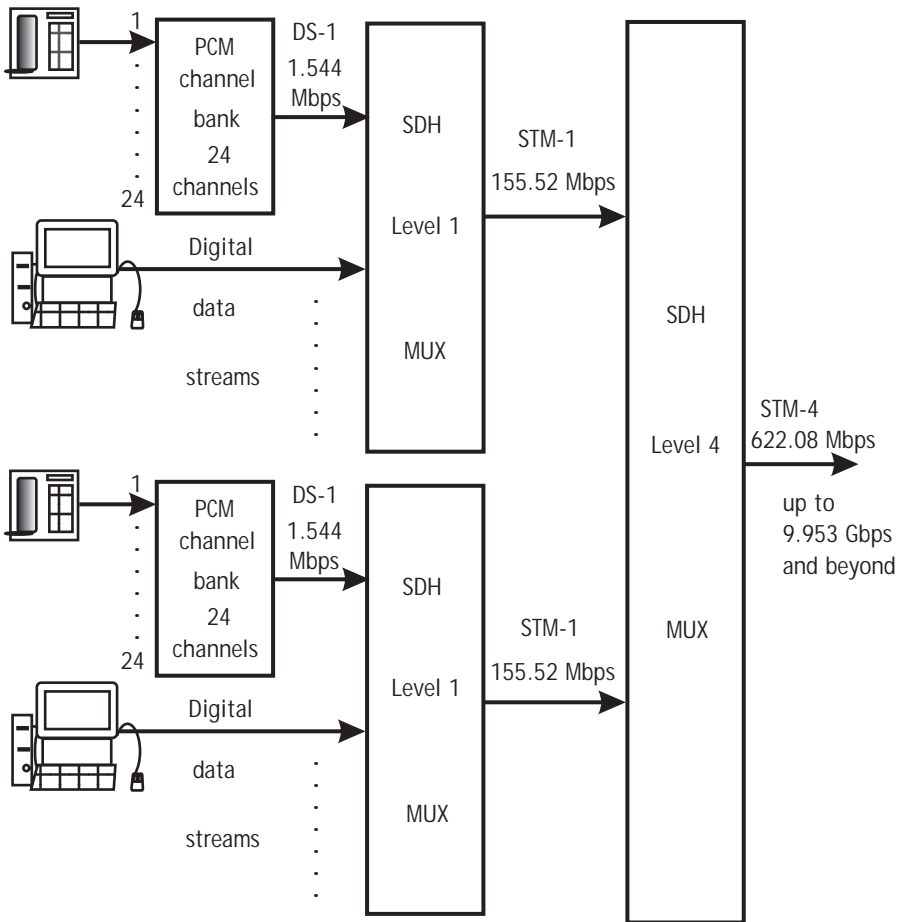 1
PCM
channel
bank
24
channels
24
DS-1
1.544
Mbps
Digital
data
streams
SDH
Level 1
MUX
STM-1
155.52 Mbps
1
PCM
channel
bank
24
channels
24
DS-1
1.544
Mbps
Digital
data
streams
SDH
Level 1
MUX
STM-1
155.52 Mbps
SDH
Level 4
MUX
STM-4
622.08 Mbps
up to
9.953 Gbps
and beyond